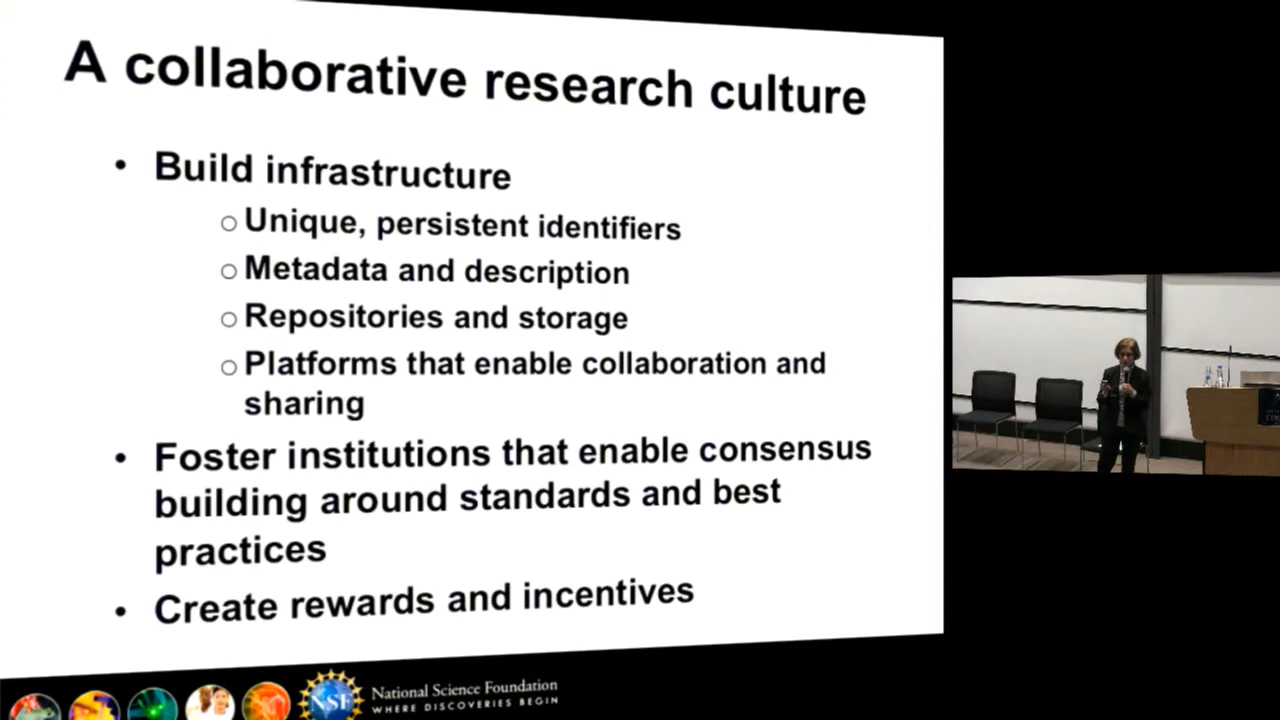 A collaborative research culture
• Build infrastructure
○ Unique, persistent identifiers
○ Metadata and description
○ Repositories and storage
○ Platforms that enable collaboration and
sharing
• Foster institutions that enable consensus
building around standards and best
practices
• Create rewards and incentives
NSF
National Science Foundation
WHERE DISCOVERIES BEGIN